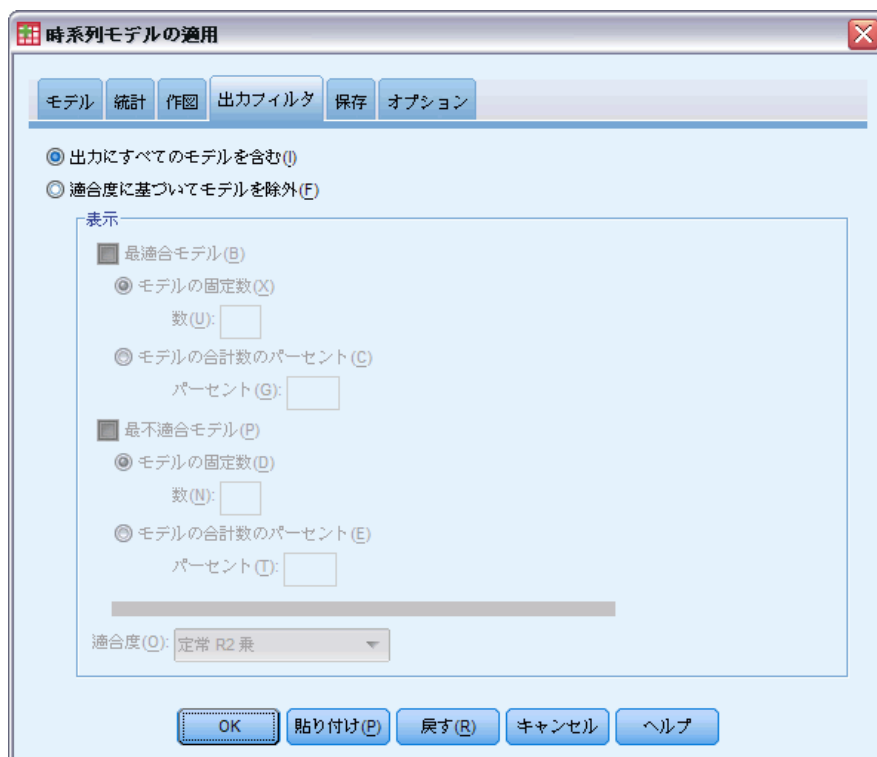 時系列モデルの適用
モデル 統計 作図 出力フィルタ 保存 オプション
出力にすべてのモデルを含む(I)
適合度に基づいてモデルを除外(F)
表示
最適合モデル(B)
モデルの固定数(X)
数(U):
モデルの合計数のパーセント(C)
パーセント(G):
最不適合モデル(P)
モデルの固定数(D)
数(N):
モデルの合計数のパーセント(E)
パーセント(T):
適合度(O): 定常 R2 乗
OK 貼り付け(P) 戻す(R) キャンセル ヘルプ